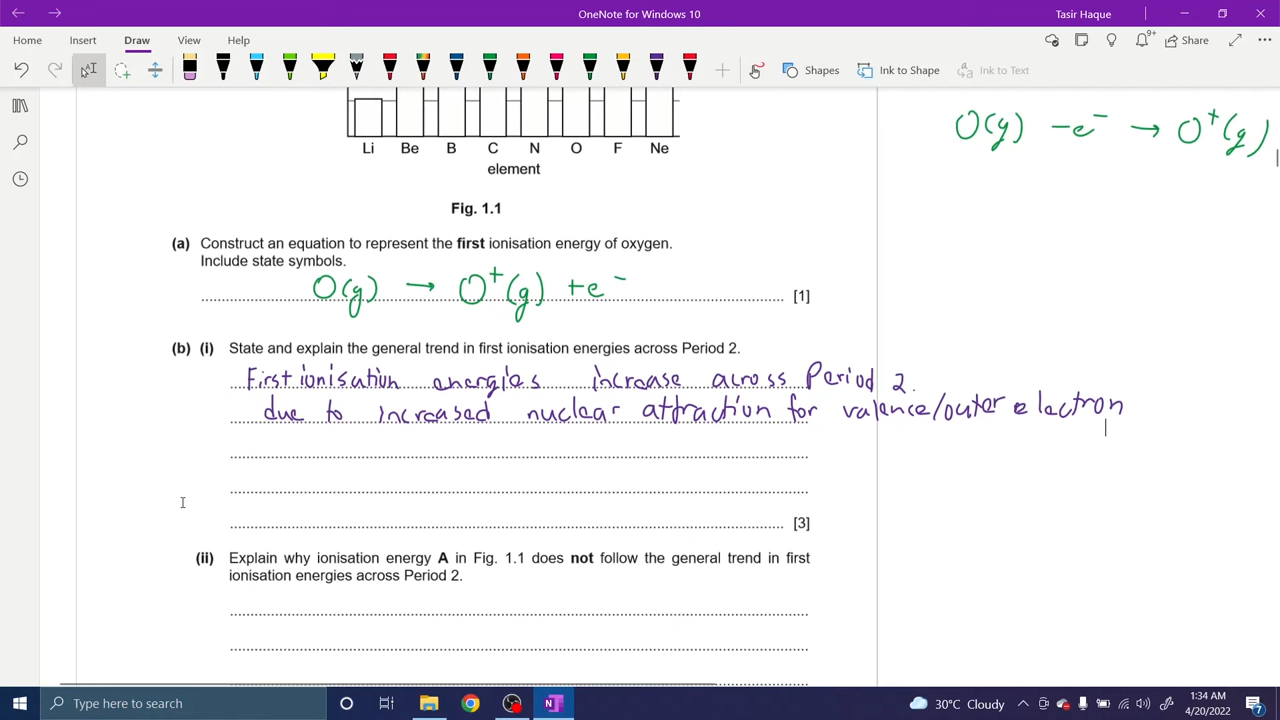 OneNote for Windows 10
Tasir Haque
Home Insert Draw View Help
Share
Shapes
Ink to Shape
Ink to Text
Li Be B C N O F Ne
element
Fig. 1.1
O(g) -e⁻ → O⁺(g)
(a) Construct an equation to represent the first ionisation energy of oxygen.
Include state symbols.
O(g) → O⁺(g) +e⁻
[1]
(b) (i) State and explain the general trend in first ionisation energies across Period 2.
First ionisation energies increase across Period 2.
due to increased nuclear attraction for valence/outer electron
[3]
(ii) Explain why ionisation energy A in Fig. 1.1 does not follow the general trend in first
ionisation energies across Period 2.
Type here to search
30°C Cloudy
1:34 AM
4/20/2022
7